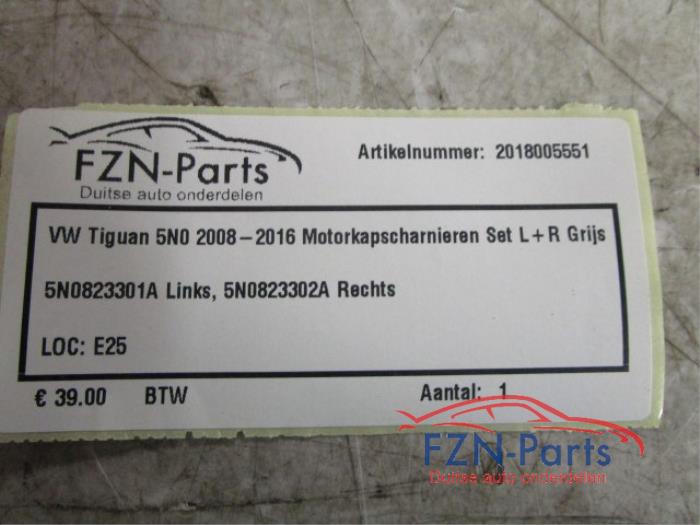 FZN-Parts
Duitse auto onderdelen
Artikelnummer: 2018005551
VW Tiguan 5N0 2008-2016 Motorkapscharnieren Set L+R Grijs
5N0823301A Links, 5N0823302A Rechts
LOC: E25
€ 39.00 BTW Aantal: 1
FZN-Parts
Duitse auto onderdelen